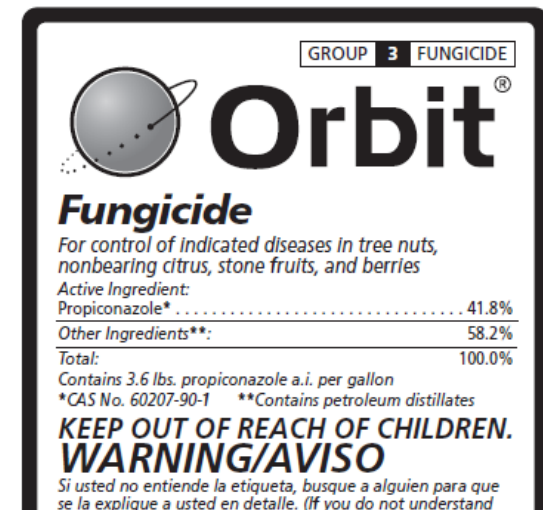 GROUP 3 FUNGICIDE
Orbit®
Fungicide
For control of indicated diseases in tree nuts,
nonbearing citrus, stone fruits, and berries
Active Ingredient:
Propiconazole* . . . . . . . . . . . . . . . . . . . . . . . . . . . . . . . . 41.8%
Other Ingredients**: 58.2%
Total: 100.0%
Contains 3.6 lbs. propiconazole a.i. per gallon
*CAS No. 60207-90-1 **Contains petroleum distillates
KEEP OUT OF REACH OF CHILDREN.
WARNING/AVISO
Si usted no entiende la etiqueta, busque a alguien para que
se la explique a usted en detalle. (If you do not understand